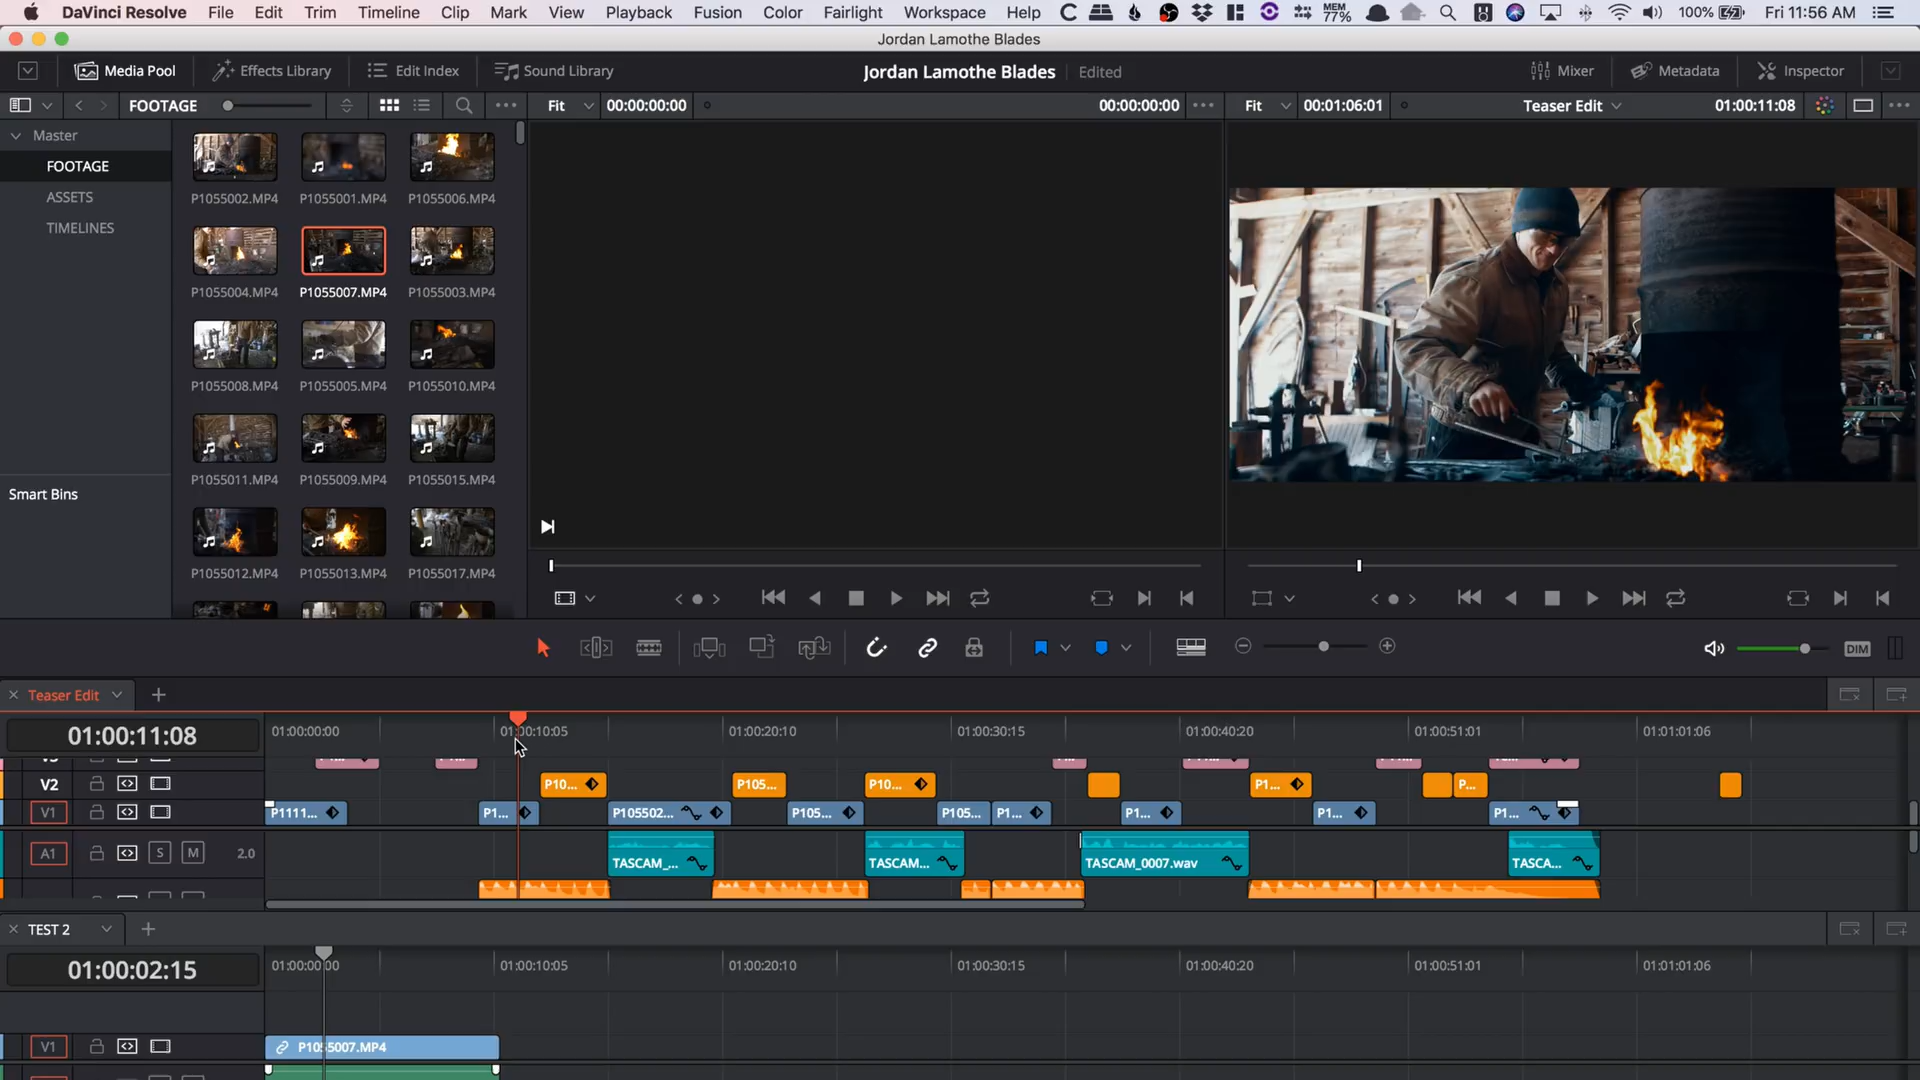 DaVinci Resolve File Edit Trim Timeline Clip Mark View Playback Fusion Color Fairlight Workspace Help MEM 77% 100% Fri 11:56 AM
Jordan Lamothe Blades
Media Pool Effects Library Edit Index Sound Library Jordan Lamothe Blades Edited Mixer Metadata Inspector
FOOTAGE Fit 00:00:00:00 00:00:00:00 Fit 00:01:06:01 Teaser Edit 01:00:11:08
Master
FOOTAGE
ASSETS
TIMELINES
Smart Bins
P1055002.MP4 P1055001.MP4 P1055006.MP4
P1055004.MP4 P1055007.MP4 P1055003.MP4
P1055008.MP4 P1055005.MP4 P1055010.MP4
P1055011.MP4 P1055009.MP4 P1055015.MP4
P1055012.MP4 P1055013.MP4 P1055017.MP4
DIM
Teaser Edit
01:00:11:08 01:00:00:00 01:00:10:05 01:00:20:10 01:00:30:15 01:00:40:20 01:00:51:01 01:01:01:06
V2 P10... P105... P10... P1... P...
V1 P1111... P1... P105502... P105... P105... P1... P1... P1... P1...
A1 S M 2.0 TASCAM_... TASCAM... TASCAM_0007.wav TASCA...
TEST 2
01:00:02:15 01:00:00:00 01:00:10:05 01:00:20:10 01:00:30:15 01:00:40:20 01:00:51:01 01:01:01:06
V1 P1055007.MP4